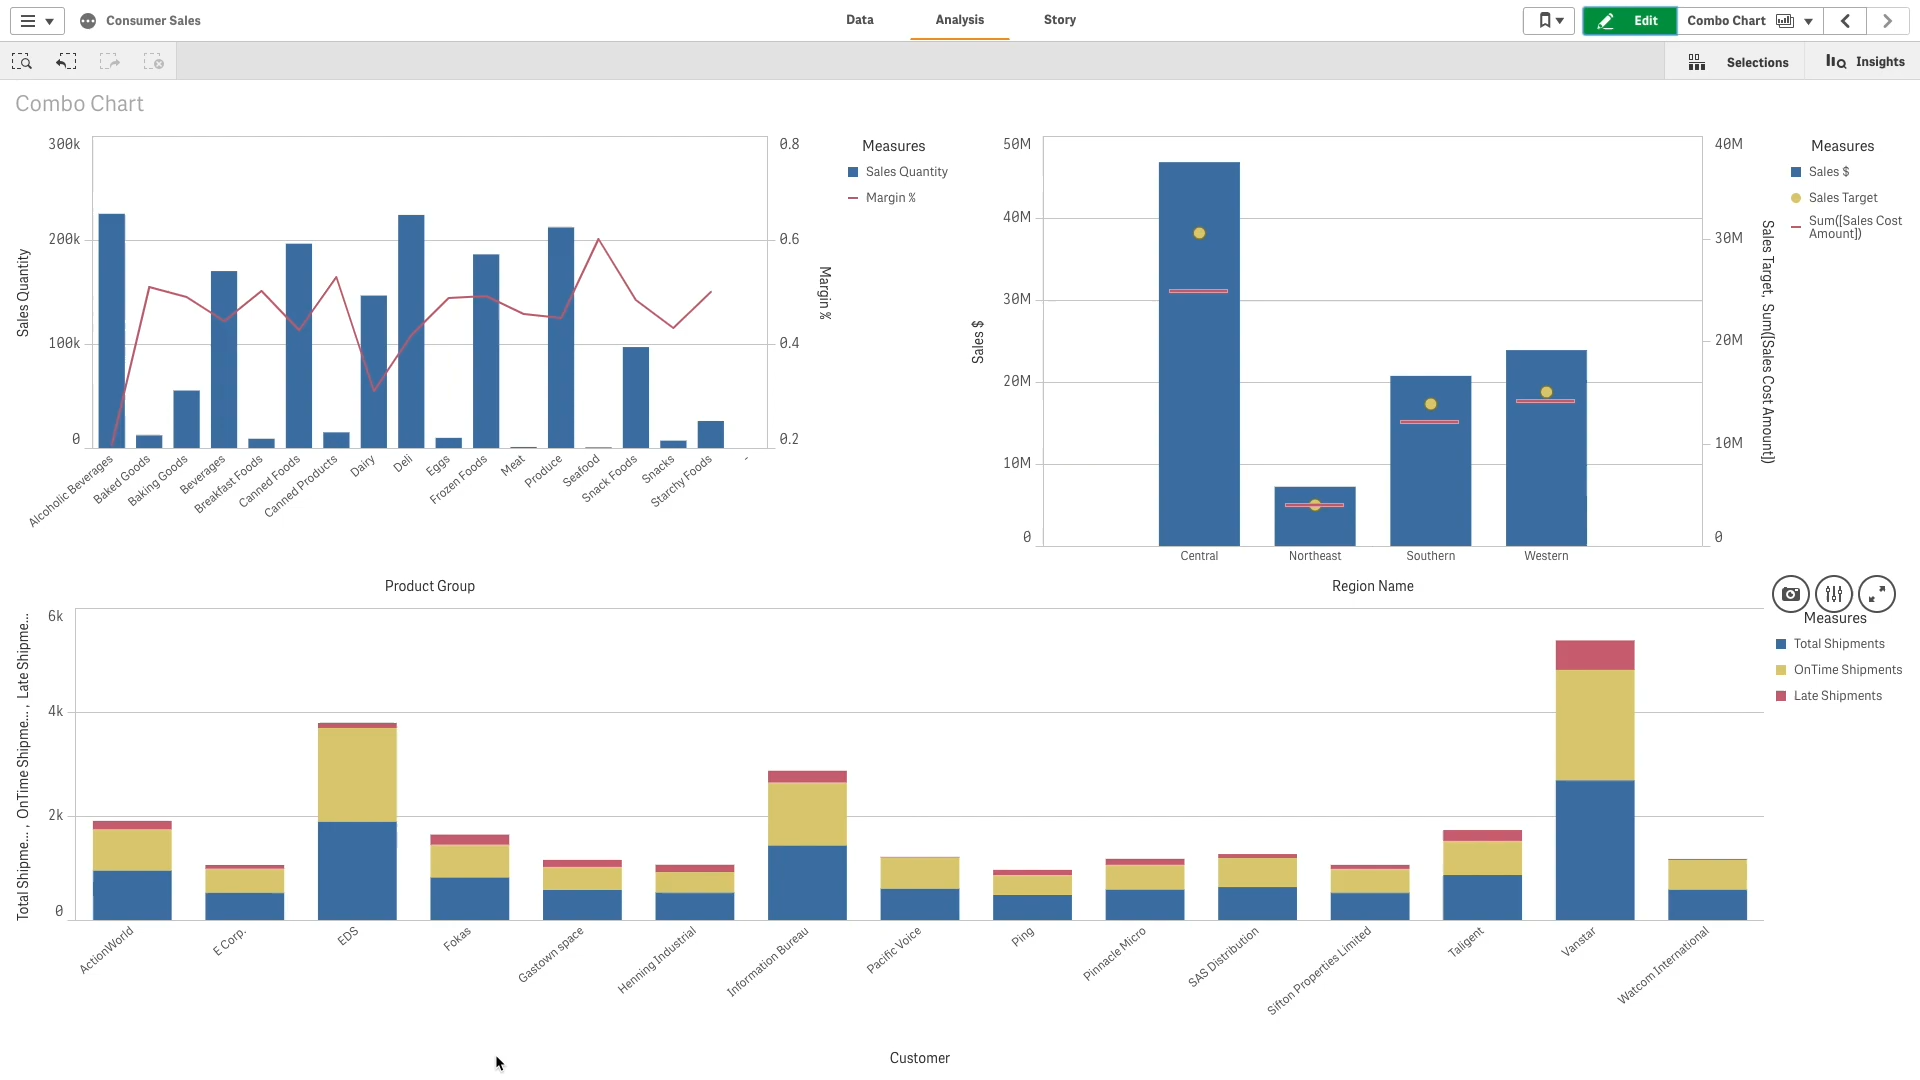 Consumer Sales
Data
Analysis
Story
Edit
Combo Chart
Selections
Insights
Combo Chart
300k
200k
100k
0
Sales Quantity
0.8
0.6
0.4
0.2
Margin %
Measures
Sales Quantity
Margin %
Alcoholic Beverages
Baked Goods
Baking Goods
Beverages
Breakfast Foods
Canned Foods
Canned Products
Dairy
Deli
Eggs
Frozen Foods
Meat
Produce
Seafood
Snack Foods
Snacks
Starchy Foods
-
Product Group
50M
40M
30M
20M
10M
0
Sales $
40M
30M
20M
10M
0
Sales Target, Sum([Sales Cost Amount])
Measures
Sales $
Sales Target
Sum([Sales Cost
Amount])
Central
Northeast
Southern
Western
Region Name
6k
4k
2k
0
Total Shipme... , OnTime Shipme... , Late Shipme...
Measures
Total Shipments
OnTime Shipments
Late Shipments
ActionWorld
E Corp.
EDS
Fokas
Gastown space
Henning Industrial
Information Bureau
Pacific Voice
Ping
Pinnacle Micro
SAS Distribution
Sifton Properties Limited
Taligent
Vanstar
Watcom International
Customer